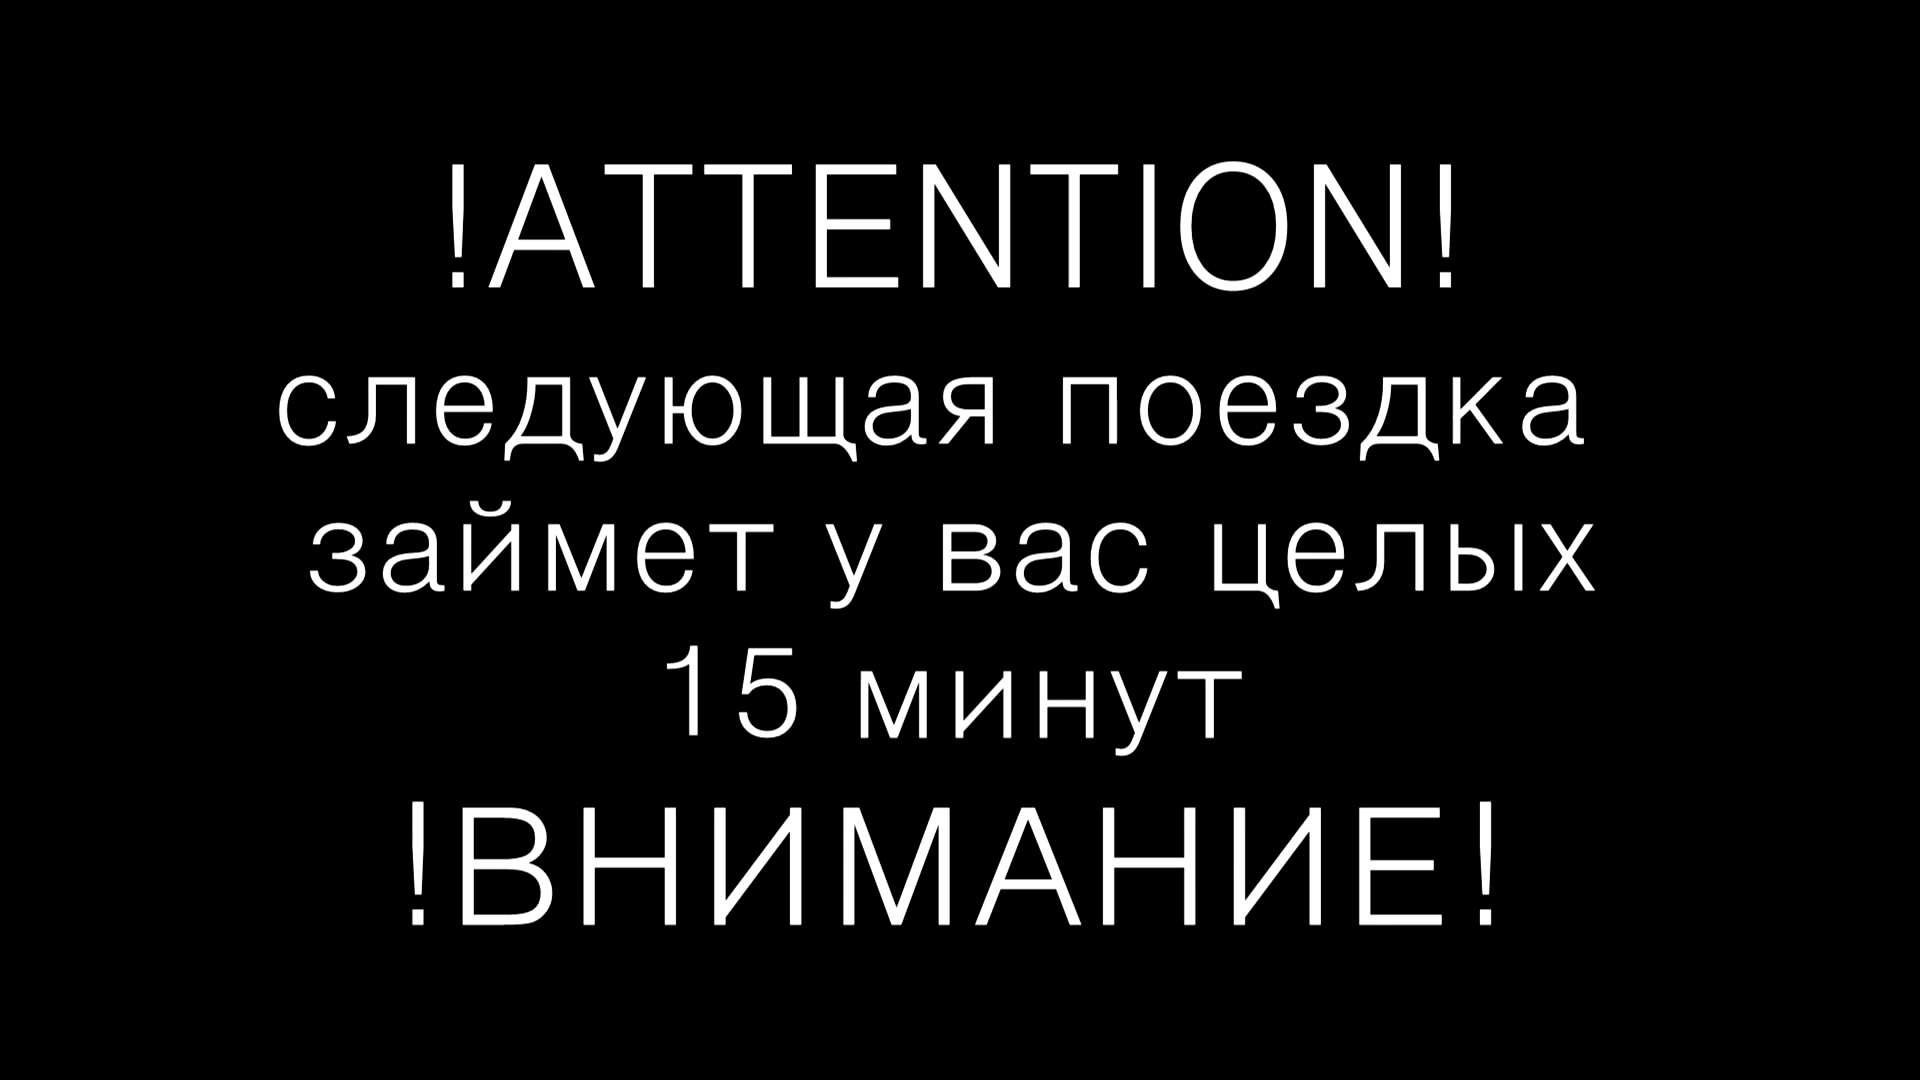 !ATTENTION!
следующая поездка
займет у вас целых
15 минут
!ВНИМАНИЕ!